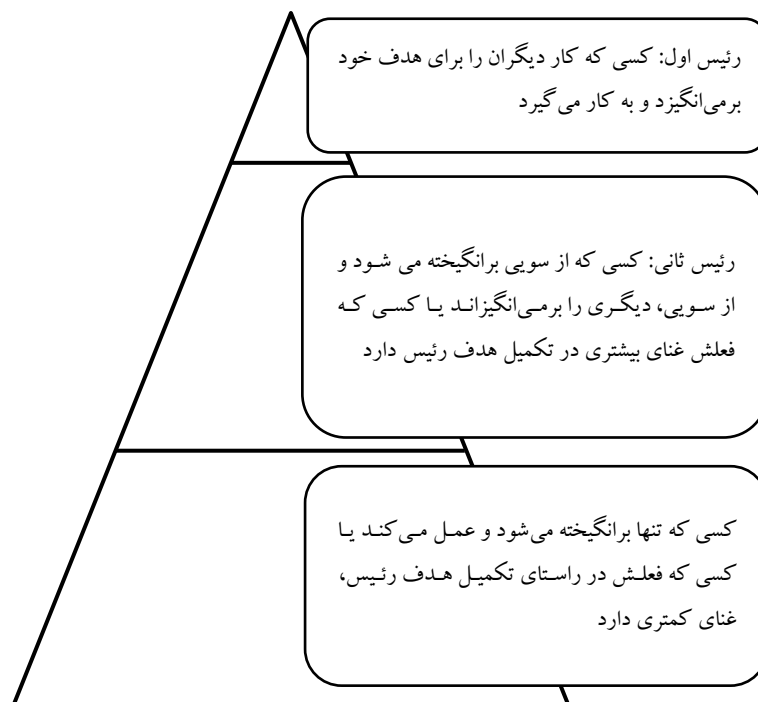 رئیس اول: کسی که کار دیگران را برای هدف خود
برمی‌انگیزد و به کار می‌گیرد
رئیس ثانی: کسی که از سویی برانگیخته می شود و
از سویی، دیگری را برمی‌انگیزاند یا کسی که
فعلش غنای بیشتری در تکمیل هدف رئیس دارد
کسی که تنها برانگیخته می‌شود و عمل می‌کند یا
کسی که فعلش در راستای تکمیل هدف رئیس،
غنای کمتری دارد